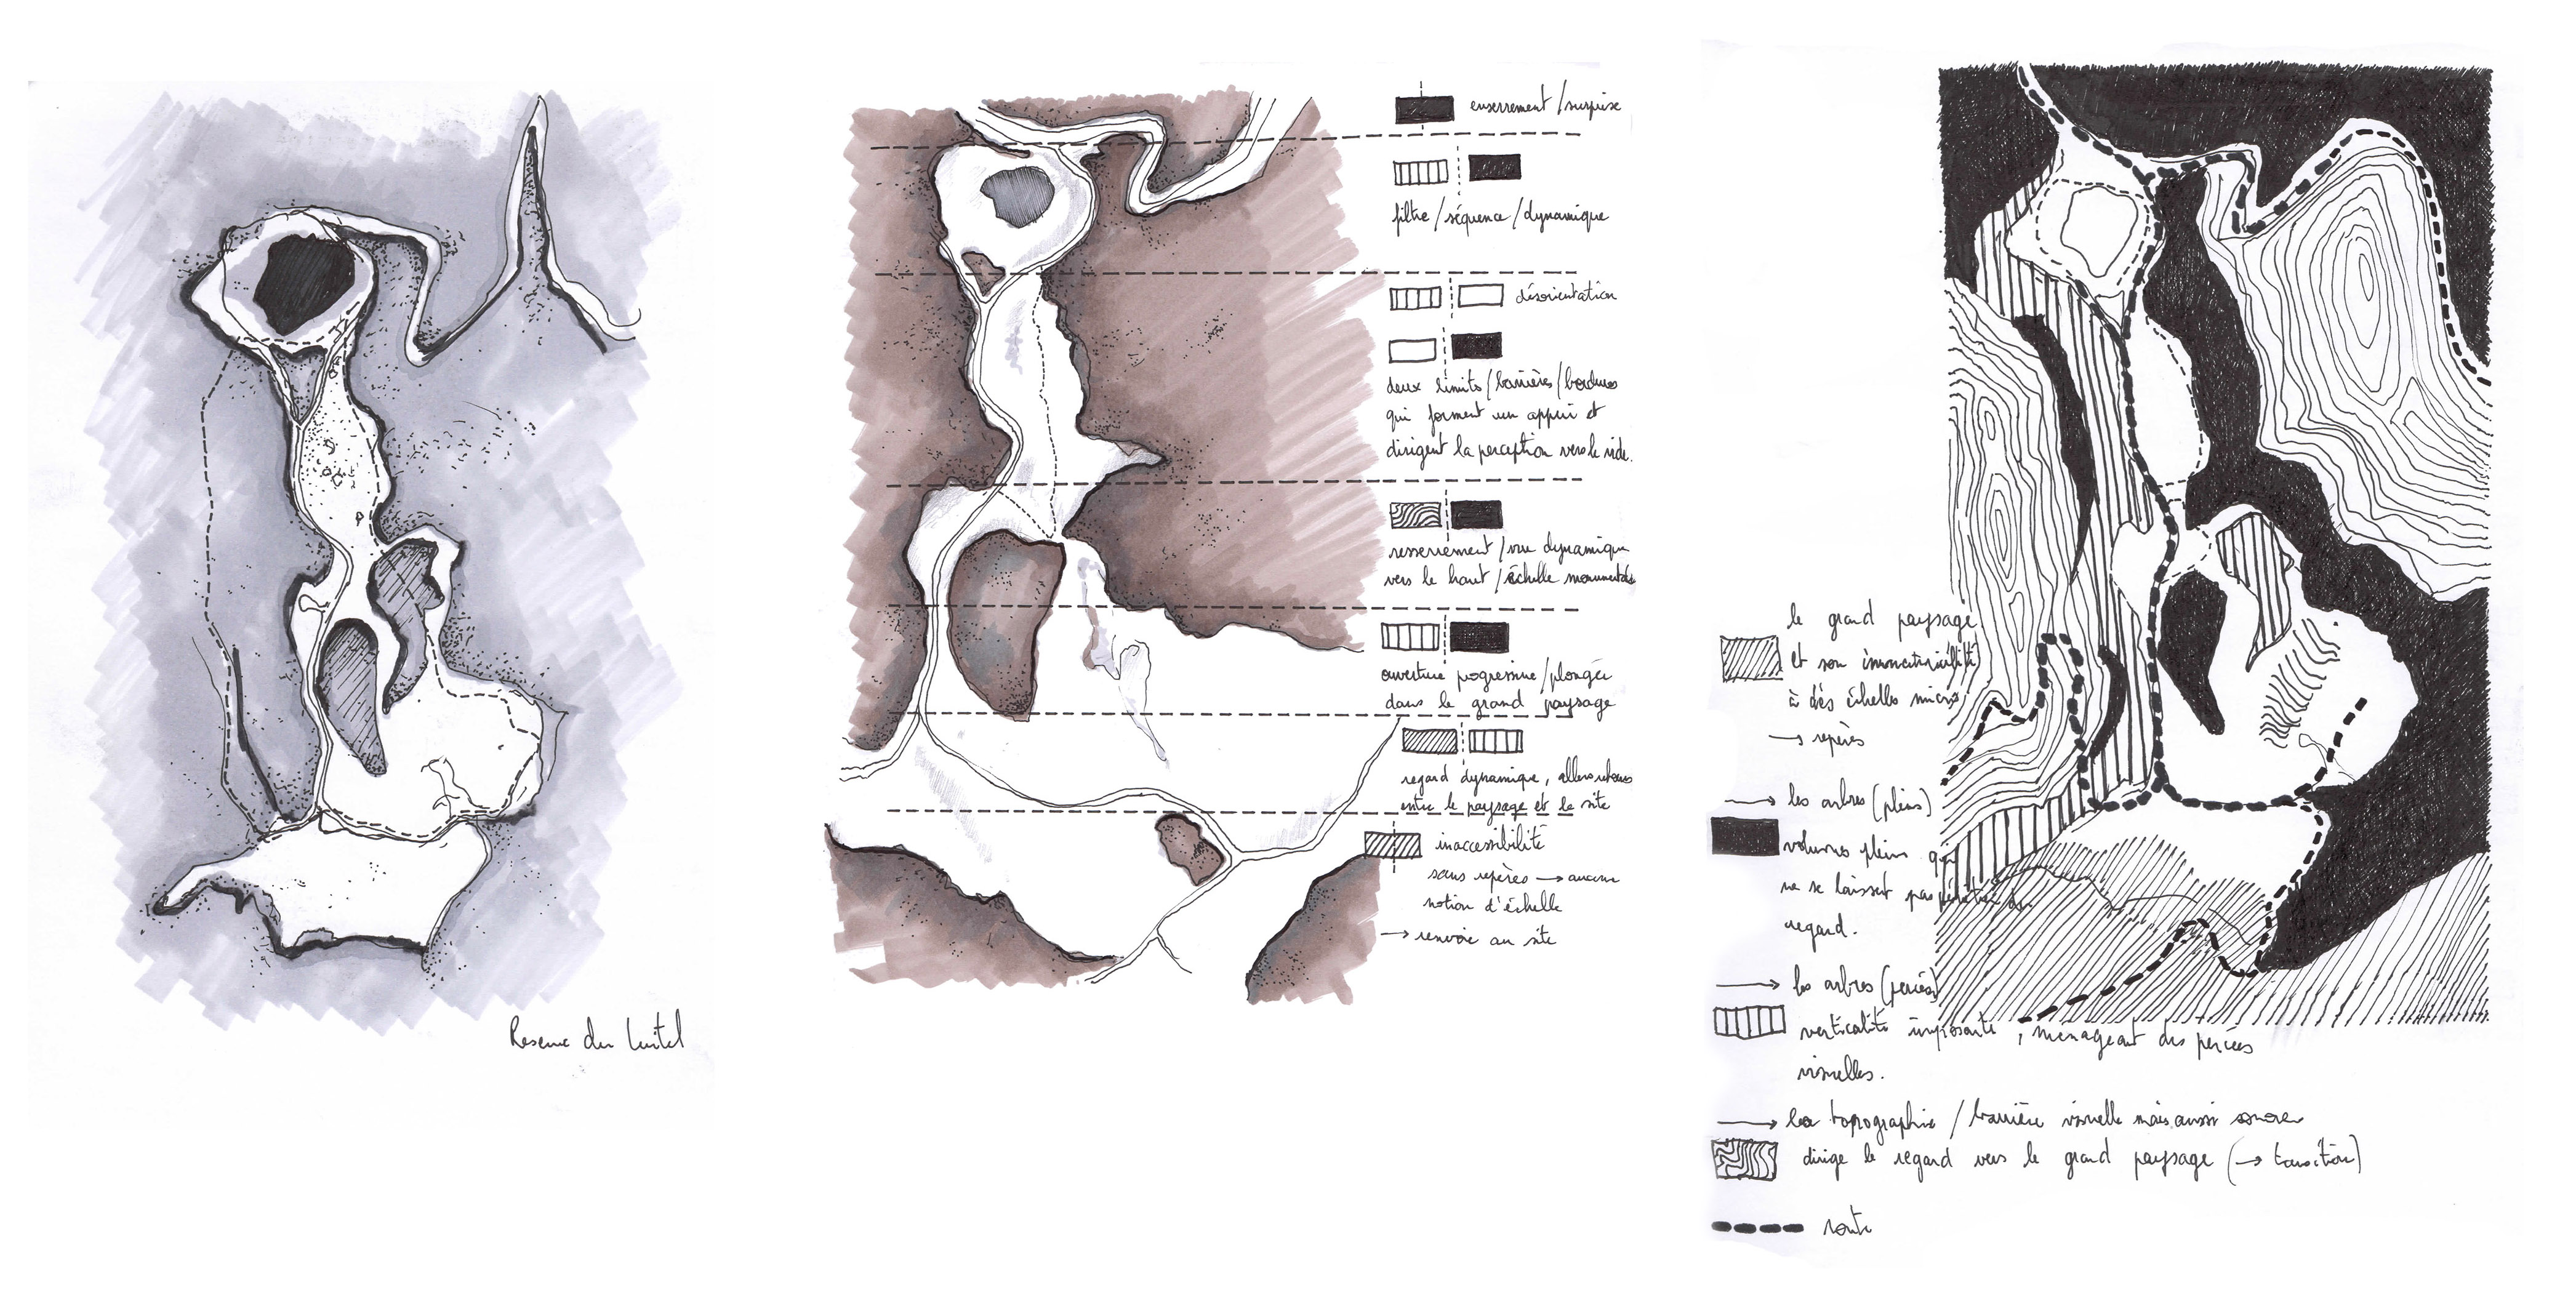 Reserve du Luitel
enserrement/surprise
filtre/séquence/dynamique
désorientation
deux limits/barrières/bordures
qui forment un appui et
dirigent la perception vers le vide.
resserrement/vue dynamique
vers le haut/échelle monumentale
ouverture progressive/plongée
dans le grand paysage
regard dynamique, allers retours
entre le paysage et le site
inaccessibilité
sans repères → aucune
notion d'échelle
→ renvoie au site
le grand paysage
et son
à des échelles micro
→ repères
→ les arbres (pleins)
volumes pleins qui
ne se laissent pas pénétrer du
regard.
→ les arbres (percés)
verticalité imposante, ménageant des percées
visuelles.
→ la topographie / barrière visuelle mais aussi sonore
dirige le regard vers le grand paysage (→ transition)
route